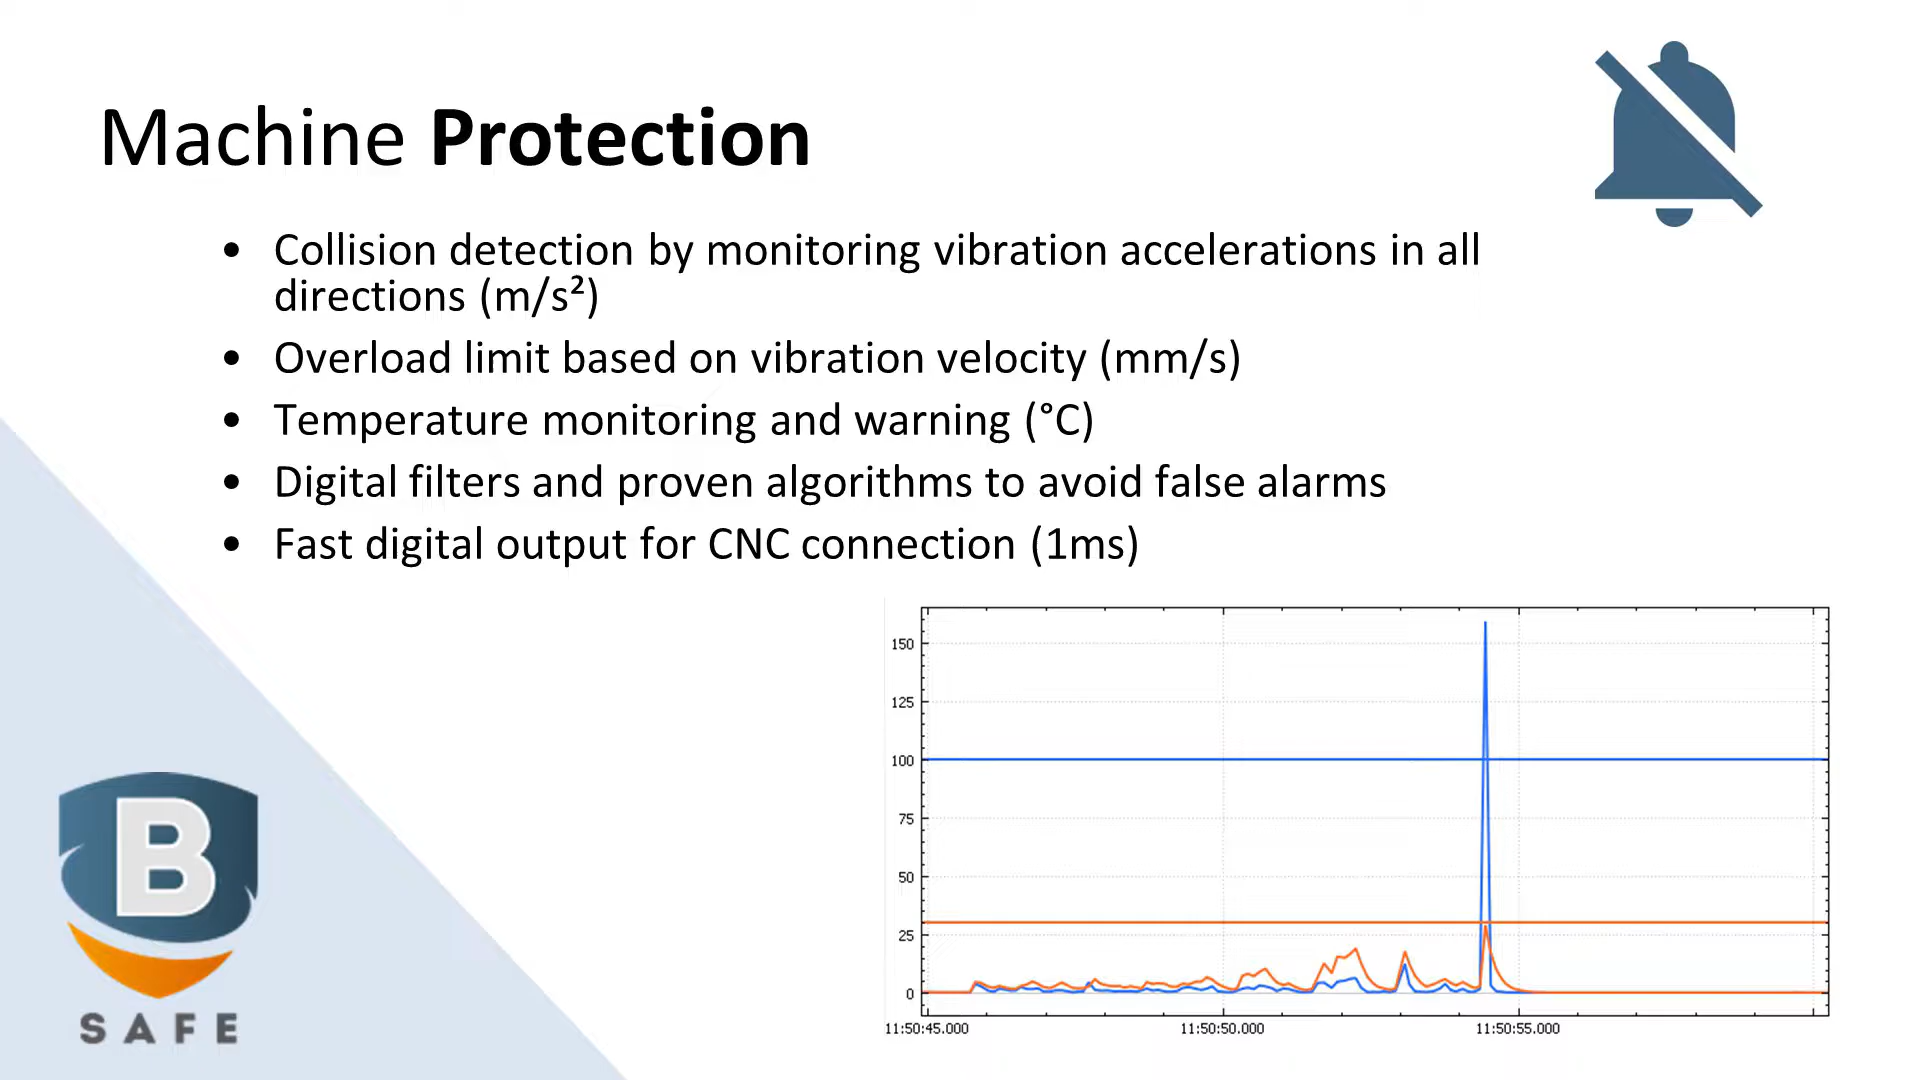 Machine Protection
• Collision detection by monitoring vibration accelerations in all
directions (m/s²)
• Overload limit based on vibration velocity (mm/s)
• Temperature monitoring and warning (°C)
• Digital filters and proven algorithms to avoid false alarms
• Fast digital output for CNC connection (1ms)
150
125
100
75
50
25
0
11:50:45.000 11:50:50.000 11:50:55.000
B
SAFE